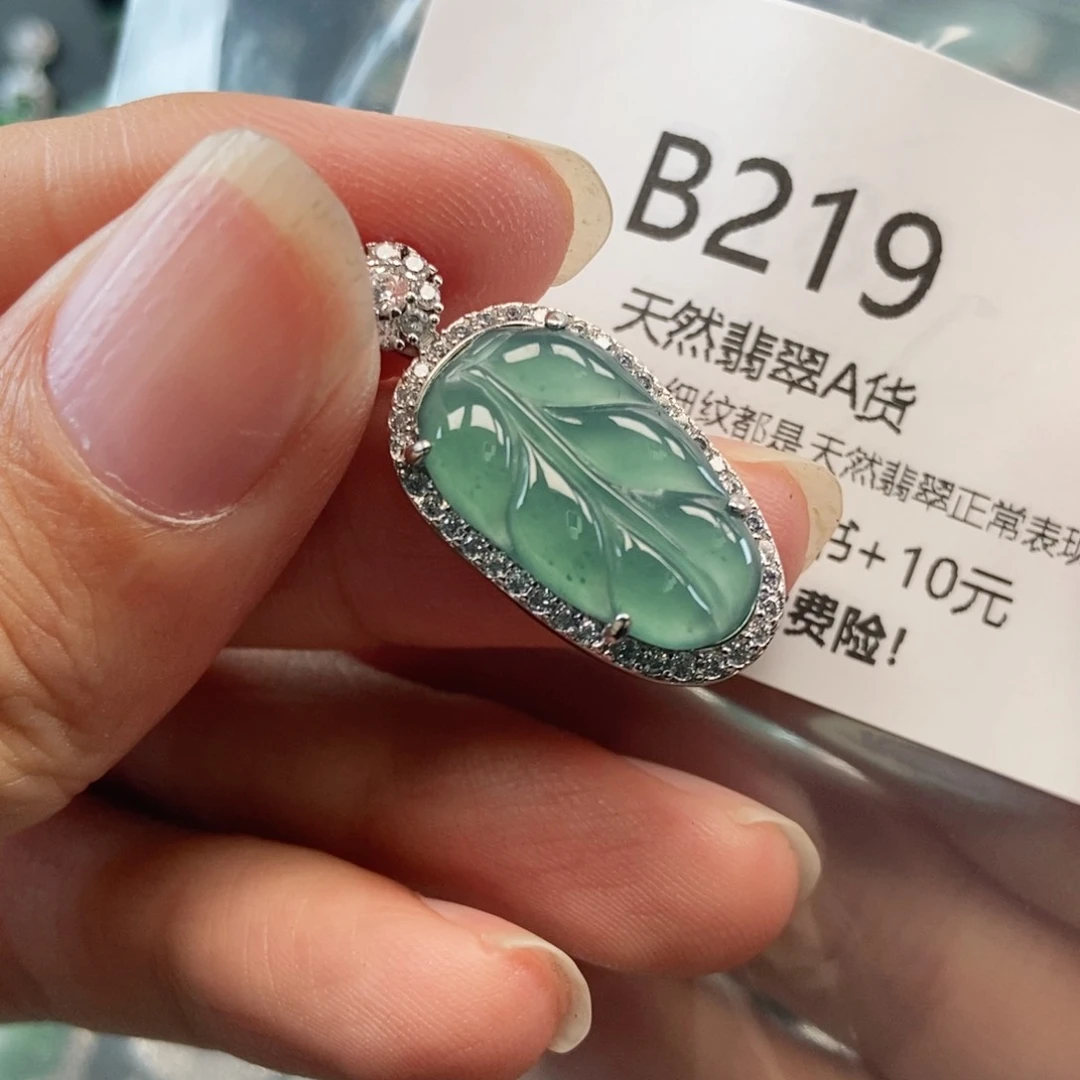 B219
天然翡翠A货
细纹都是天然翡翠正常表现
书+10元
费险!